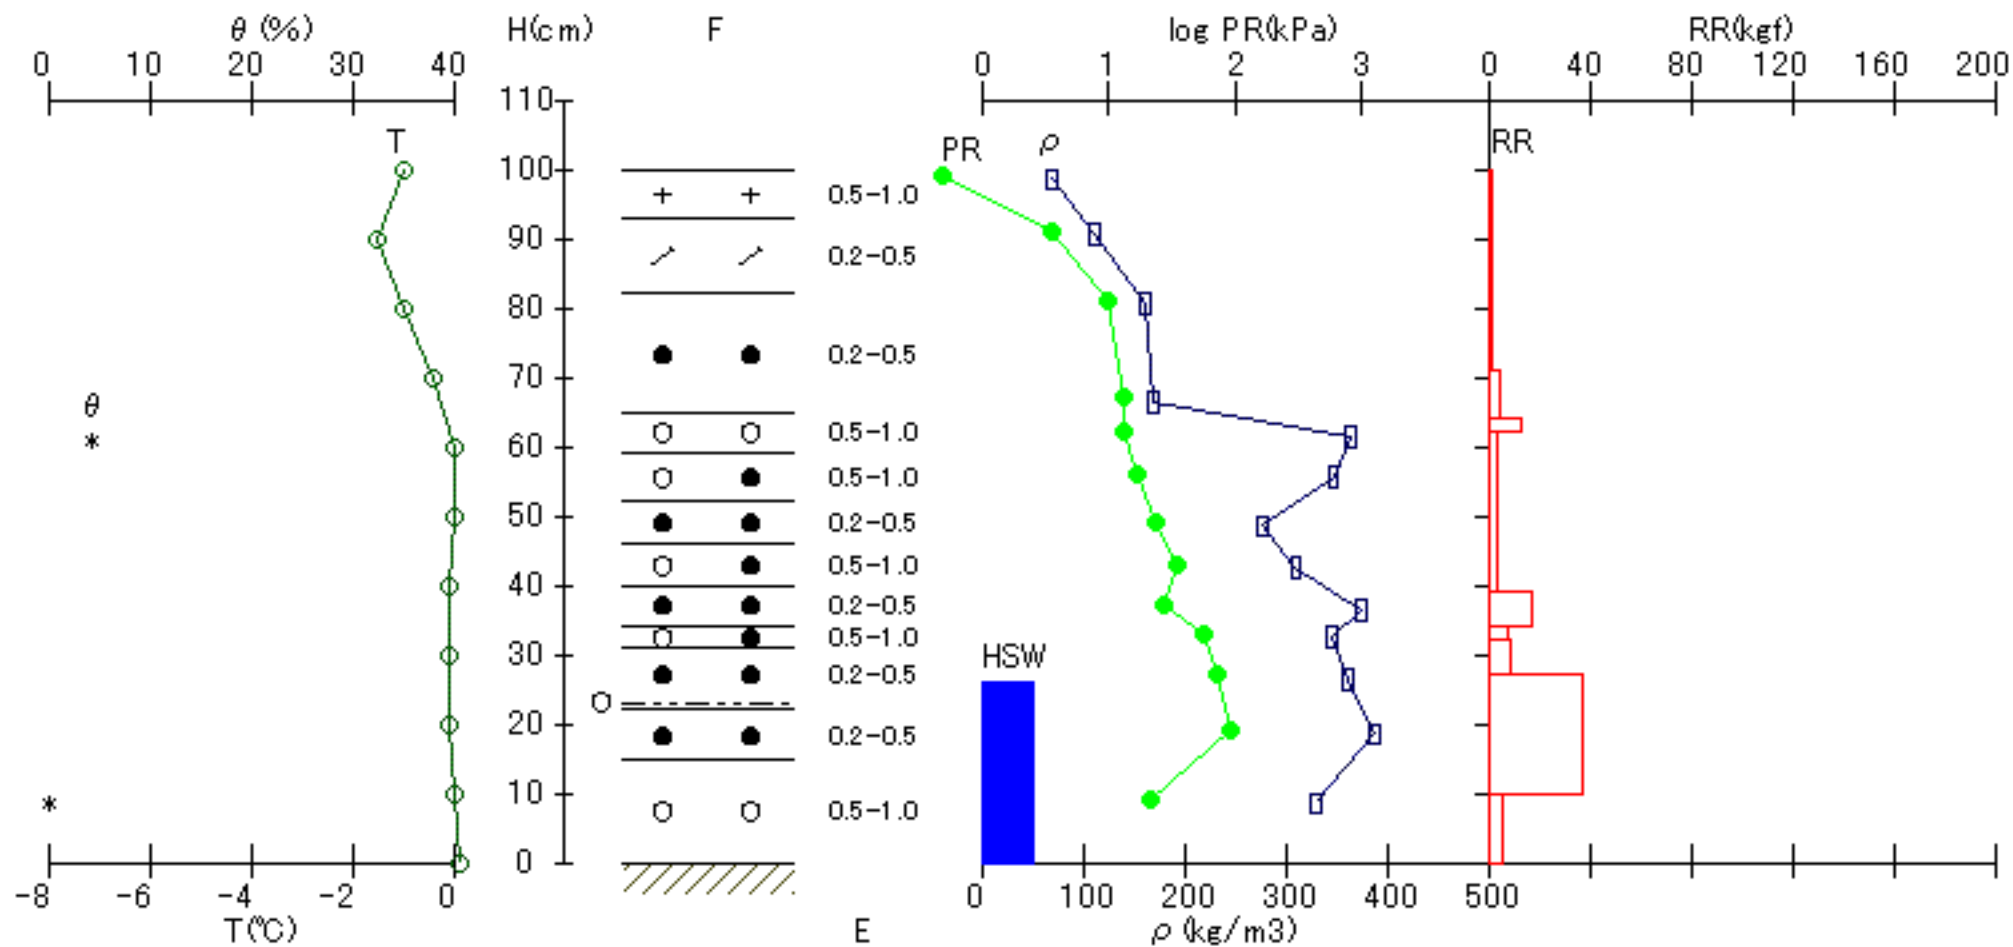 θ (%) H(cm) F log PR(kPa) RR(kgf)
0 10 20 30 40 0 1 2 3 0 40 80 120 160 200
110
T PR ρ RR
100
0.5-1.0
90
0.2-0.5
80
0.2-0.5
70
θ
* 60 0.5-1.0
0.5-1.0
50 0.2-0.5
0.5-1.0
40
0.2-0.5
0.5-1.0
30 HSW
0.2-0.5
20 0.2-0.5
10
* 0.5-1.0
0
-8 -6 -4 -2 0 0 100 200 300 400 500
T(℃) E ρ (kg/m3)